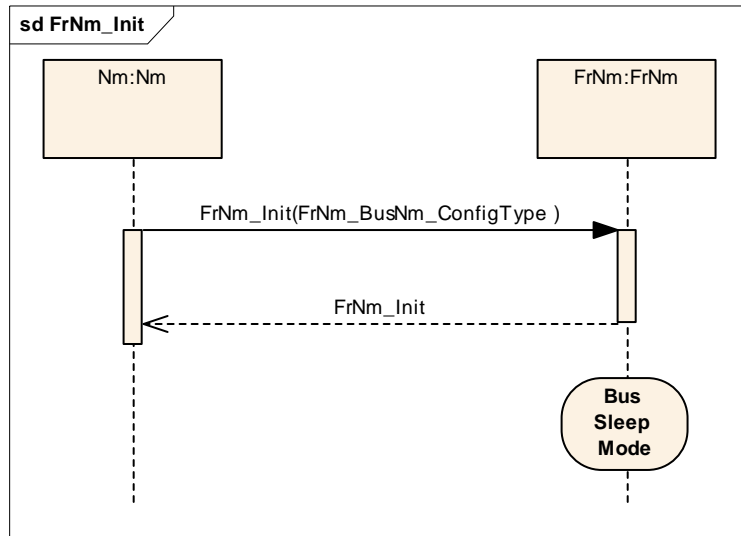 sd FrNm_Init
Nm:Nm
FrNm:FrNm
FrNm_Init(FrNm_BusNm_ConfigType )
FrNm_Init
Bus
Sleep
Mode